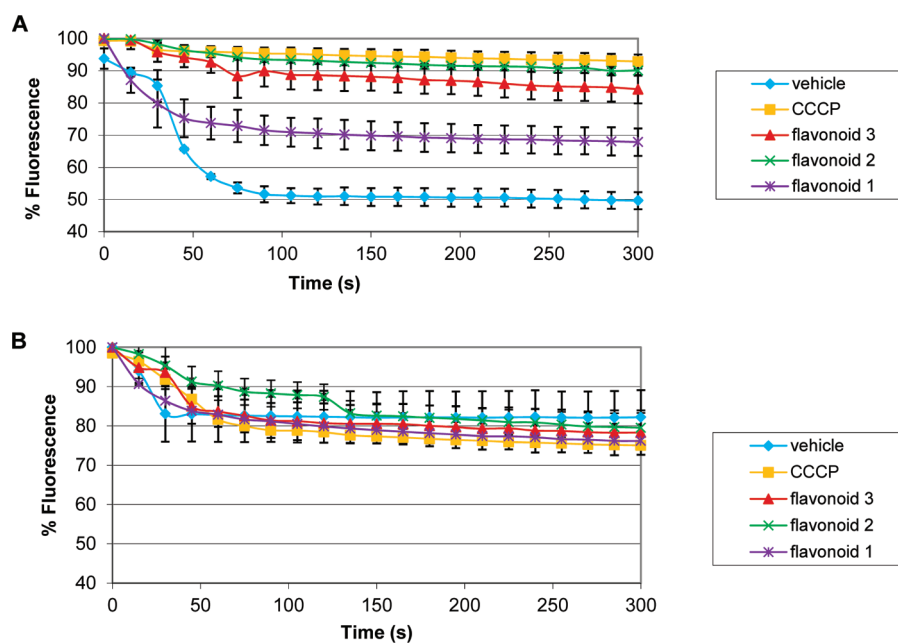 A
% Fluorescence
100
90
80
70
60
50
40
0 50 100 150 200 250 300
Time (s)
vehicle
CCCP
flavonoid 3
flavonoid 2
flavonoid 1
B
% Fluorescence
100
90
80
70
60
50
40
0 50 100 150 200 250 300
Time (s)
vehicle
CCCP
flavonoid 3
flavonoid 2
flavonoid 1